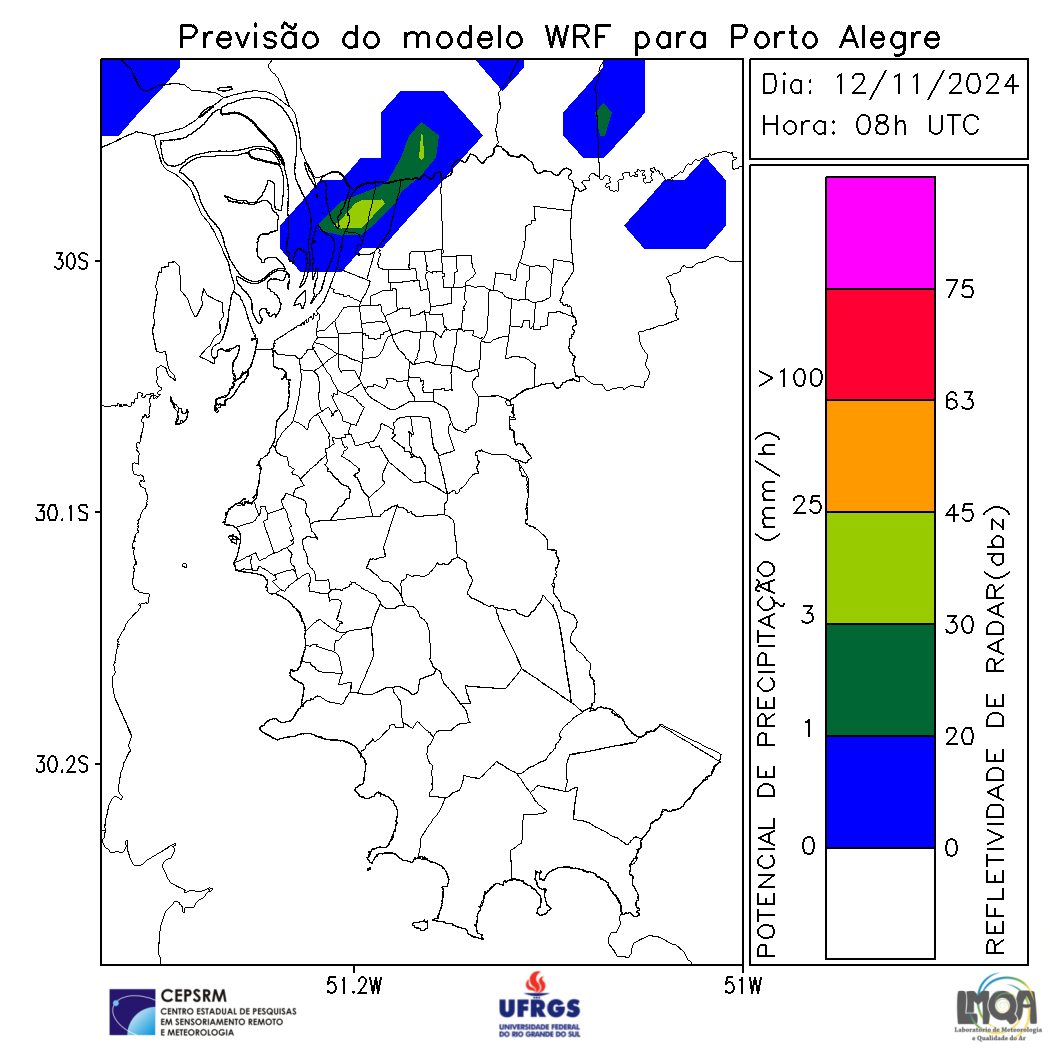 Previsão do modelo WRF para Porto Alegre
Dia: 12/11/2024
Hora: 08h UTC
30S
30.1S
30.2S
51.2W
51W
POTENCIAL DE PRECIPITAÇÃO (mm/h)
>100
25
3
1
0
75
63
45
30
20
0
REFLETIVIDADE DE RADAR(dbz)
CEPSRM
CENTRO ESTADUAL DE PESQUISAS
EM SENSORIAMENTO REMOTO
E METEOROLOGIA
UFRGS
UNIVERSIDADE FEDERAL
DO RIO GRANDE DO SUL
LMQA
Laboratório de Meteorologia
e Qualidade do Ar